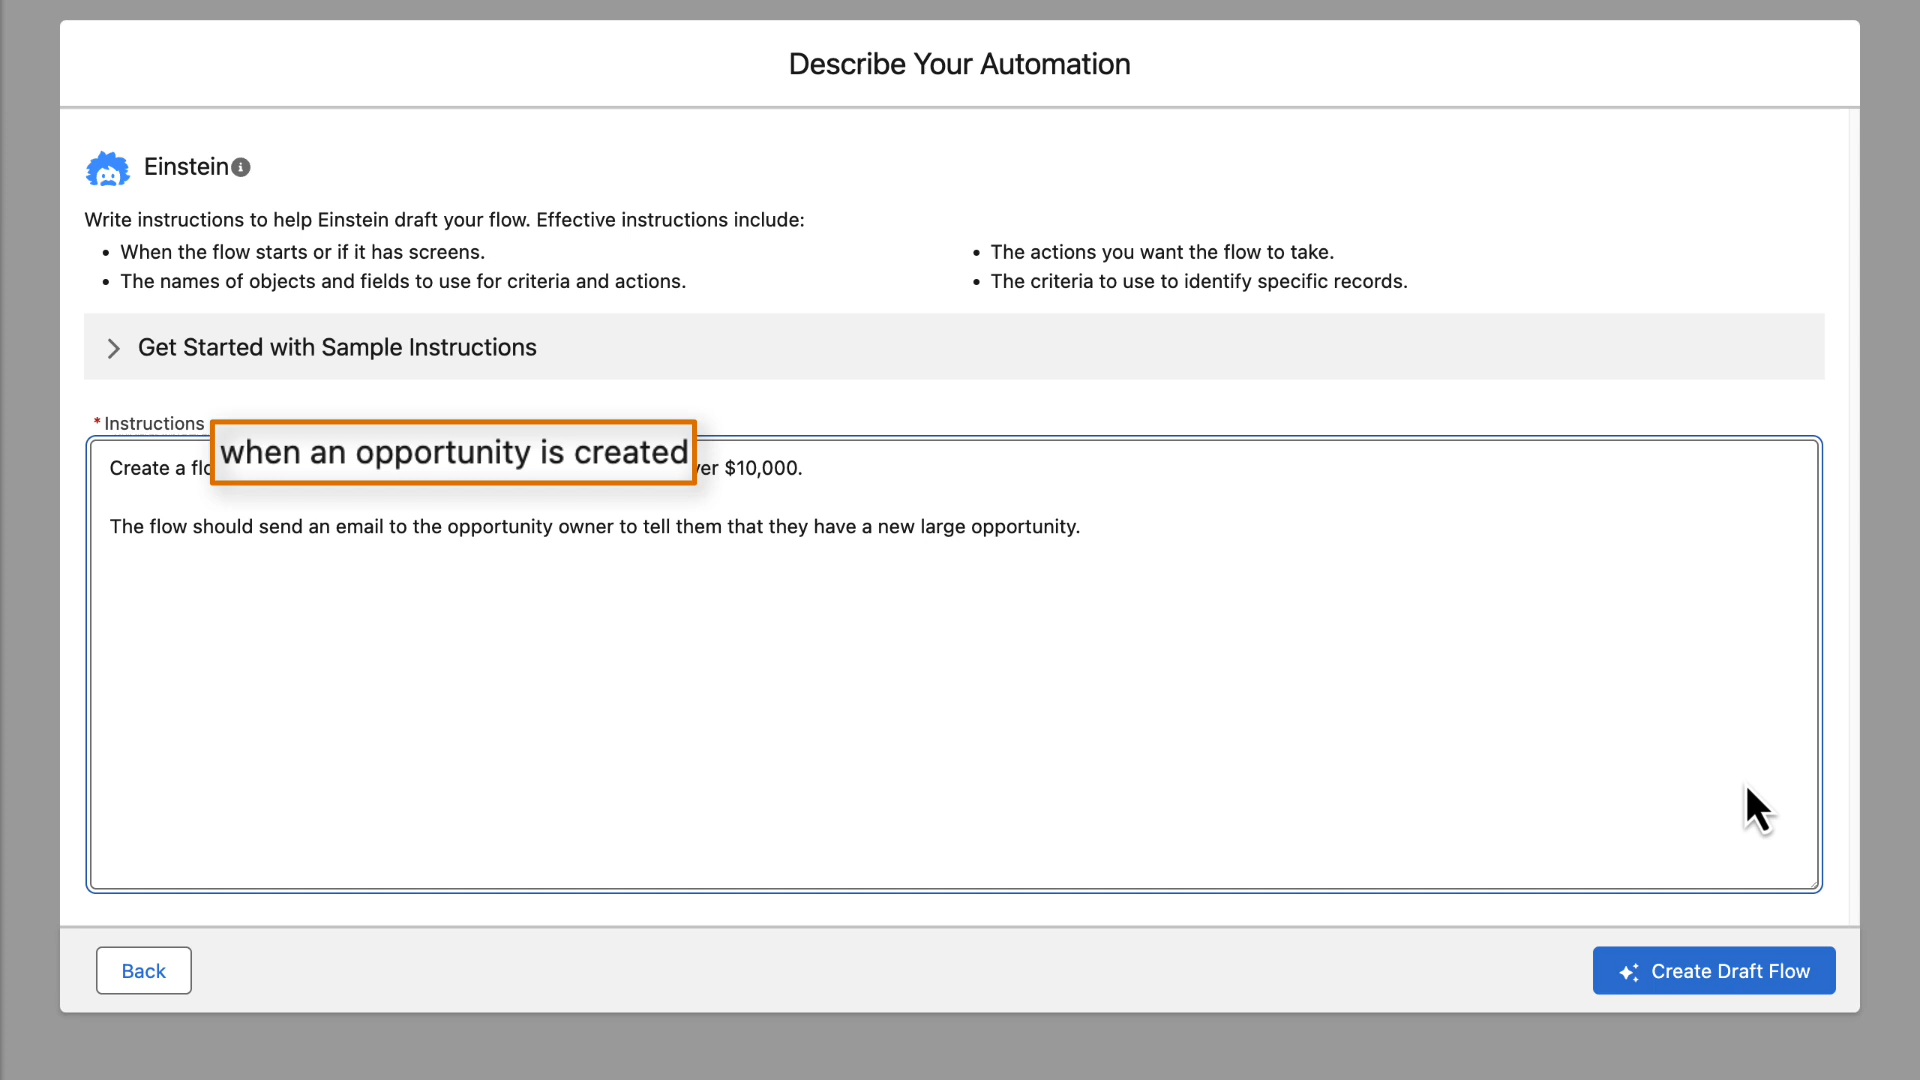 Describe Your Automation
Einstein
Write instructions to help Einstein draft your flow. Effective instructions include:
• When the flow starts or if it has screens.
• The names of objects and fields to use for criteria and actions.
• The actions you want the flow to take.
• The criteria to use to identify specific records.
Get Started with Sample Instructions
* Instructions
when an opportunity is created
Create a $10,000.
The flow should send an email to the opportunity owner to tell them that they have a new large opportunity.
Back
Create Draft Flow